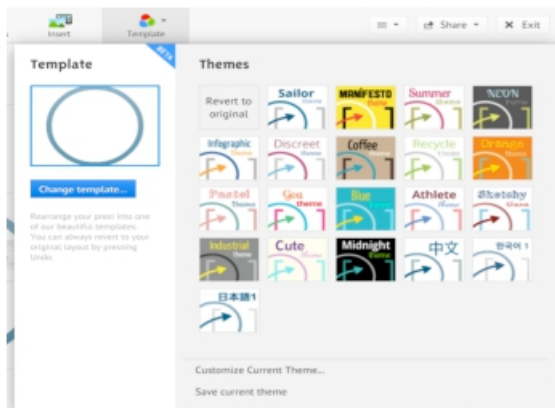 Insert
Template
Share
Exit
BETA
Template
Change template...
Rearrange your prezi into one
of our beautiful templates.
You can always revert to your
original layout by pressing
Undo.
Themes
Revert to
original
Sailor
theme
MANIFESTO
theme
Summer
theme
NEON
theme
Infographic
Theme
Discreet
theme
Coffee
theme
Recycle
theme
Orange
theme
Pastel
Theme
Geo
theme
Blue
theme
Athlete
theme
Sketchy
theme
Industrial
theme
Cute
theme
Midnight
theme
中文
한국어 1
日本語1
Customize Current Theme...
Save current theme